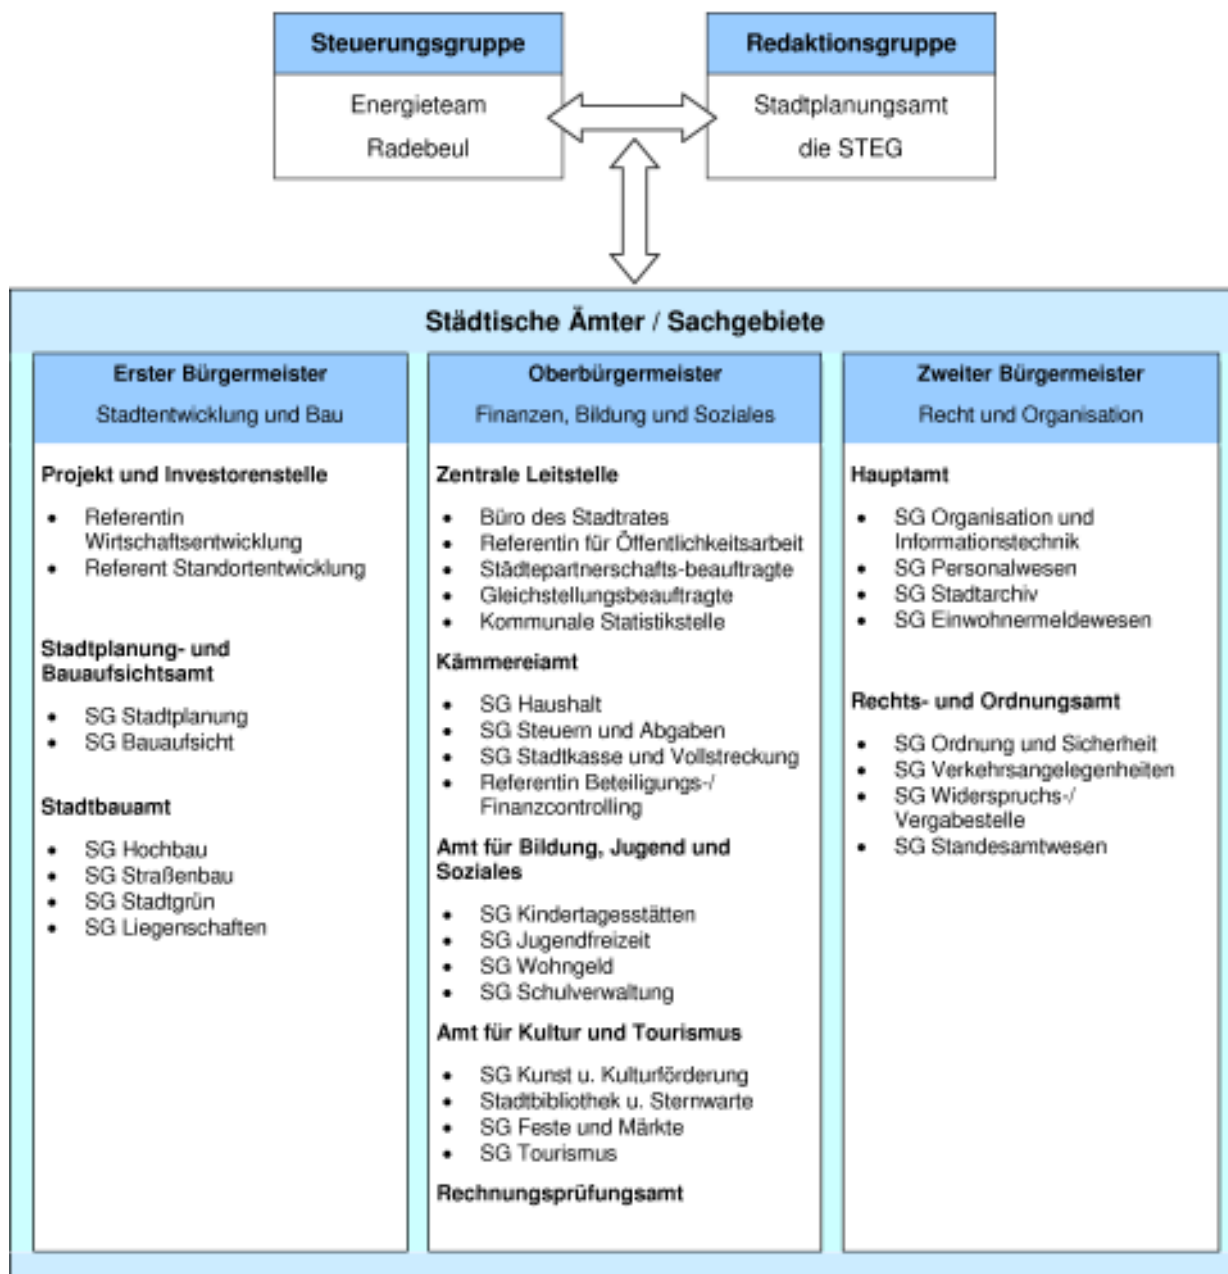 Steuerungsgruppe
Energieteam
Radebeul
Redaktionsgruppe
Stadtplanungsamt
die STEG
Städtische Ämter / Sachgebiete
Erster Bürgermeister
Stadtentwicklung und Bau
Projekt und Investorenstelle
• Referentin
Wirtschaftsentwicklung
• Referent Standortentwicklung
Stadtplanung- und
Bauaufsichtsamt
• SG Stadtplanung
• SG Bauaufsicht
Stadtbauamt
• SG Hochbau
• SG Straßenbau
• SG Stadtgrün
• SG Liegenschaften
Oberbürgermeister
Finanzen, Bildung und Soziales
Zentrale Leitstelle
• Büro des Stadtrates
• Referentin für Öffentlichkeitsarbeit
• Städtepartnerschafts-beauftragte
• Gleichstellungsbeauftragte
• Kommunale Statistikstelle
Kämmereiamt
• SG Haushalt
• SG Steuern und Abgaben
• SG Stadtkasse und Vollstreckung
• Referentin Beteiligungs-/
Finanzcontrolling
Amt für Bildung, Jugend und
Soziales
• SG Kindertagesstätten
• SG Jugendfreizeit
• SG Wohngeld
• SG Schulverwaltung
Amt für Kultur und Tourismus
• SG Kunst u. Kulturförderung
• Stadtbibliothek u. Sternwarte
• SG Feste und Märkte
• SG Tourismus
Rechnungsprüfungsamt
Zweiter Bürgermeister
Recht und Organisation
Hauptamt
• SG Organisation und
Informationstechnik
• SG Personalwesen
• SG Stadtarchiv
• SG Einwohnermeldewesen
Rechts- und Ordnungsamt
• SG Ordnung und Sicherheit
• SG Verkehrsangelegenheiten
• SG Widerspruchs-/
Vergabestelle
• SG Standesamtwesen